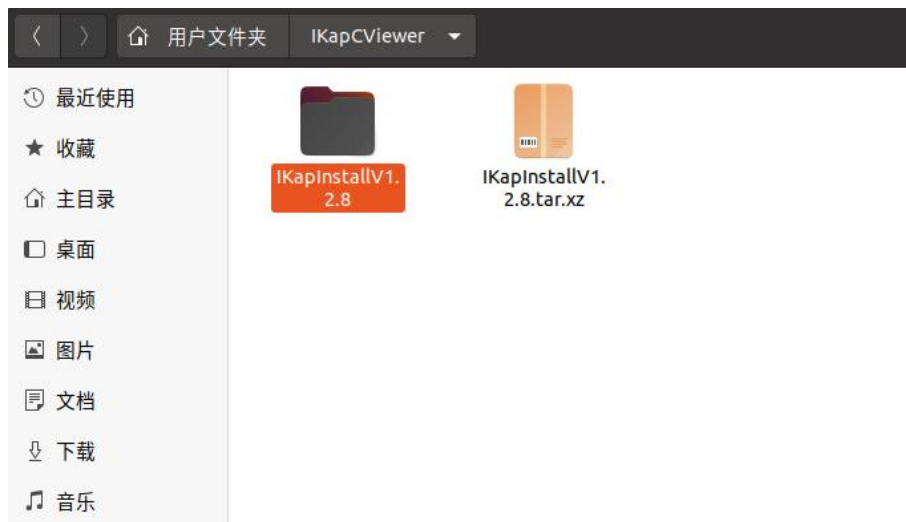 用户文件夹 IKapCViewer
最近使用
收藏
主目录
桌面
视频
图片
文档
下载
音乐
IKapInstallV1.
2.8
IKapInstallV1.
2.8.tar.xz